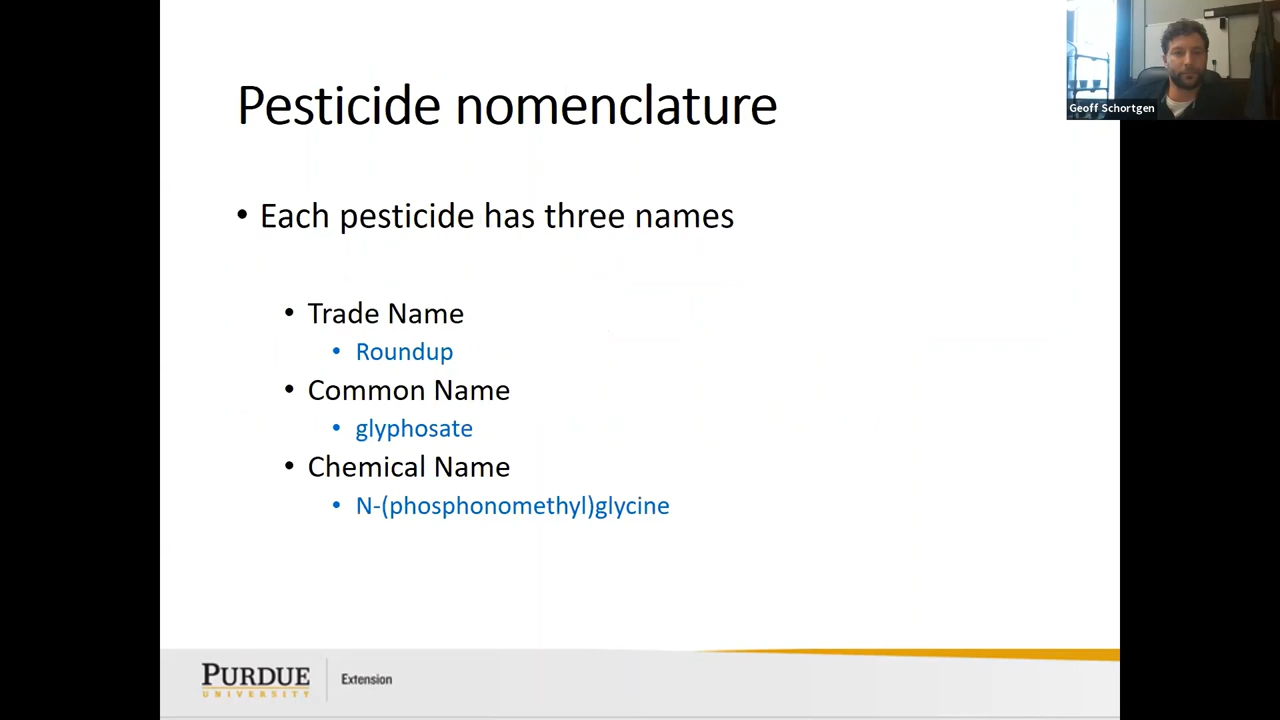 Pesticide nomenclature
Geoff Schortgen
• Each pesticide has three names
• Trade Name
• Roundup
• Common Name
• glyphosate
• Chemical Name
• N-(phosphonomethyl)glycine
PURDUE
UNIVERSITY
Extension